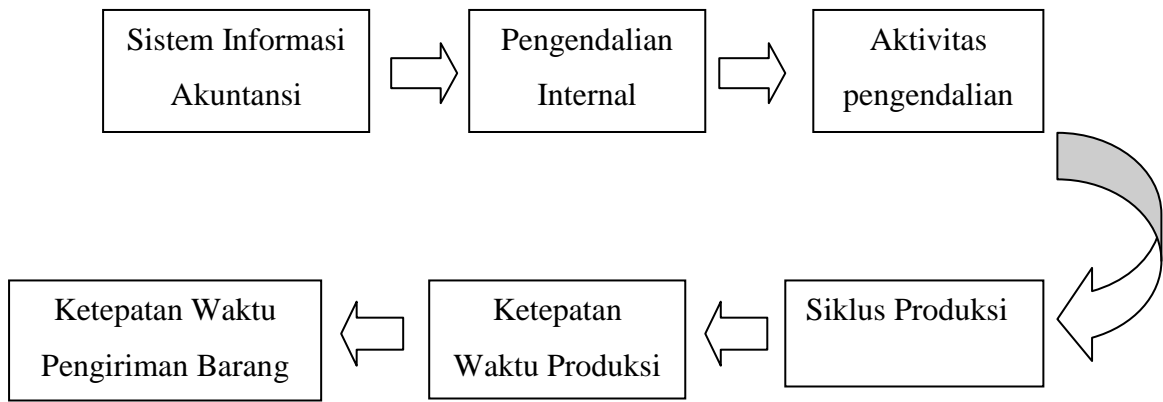 Sistem Informasi
Akuntansi
Pengendalian
Internal
Aktivitas
pengendalian
Siklus Produksi
Ketepatan
Waktu Produksi
Ketepatan Waktu
Pengiriman Barang